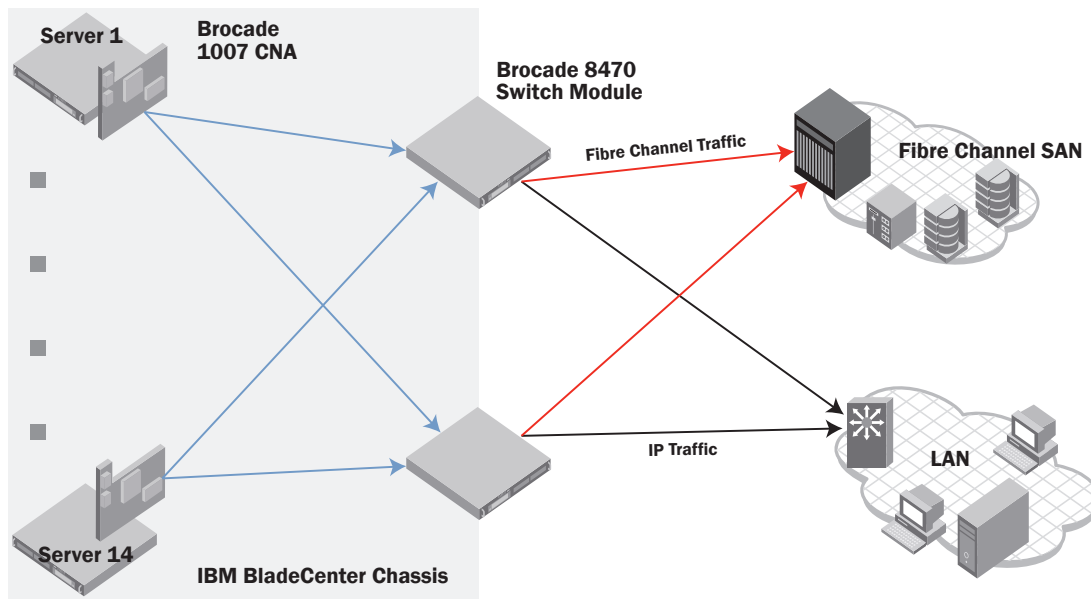 Server 1
Brocade
1007 CNA
Brocade 8470
Switch Module
Fibre Channel Traffic
Fibre Channel SAN
IP Traffic
LAN
Server 14
IBM BladeCenter Chassis